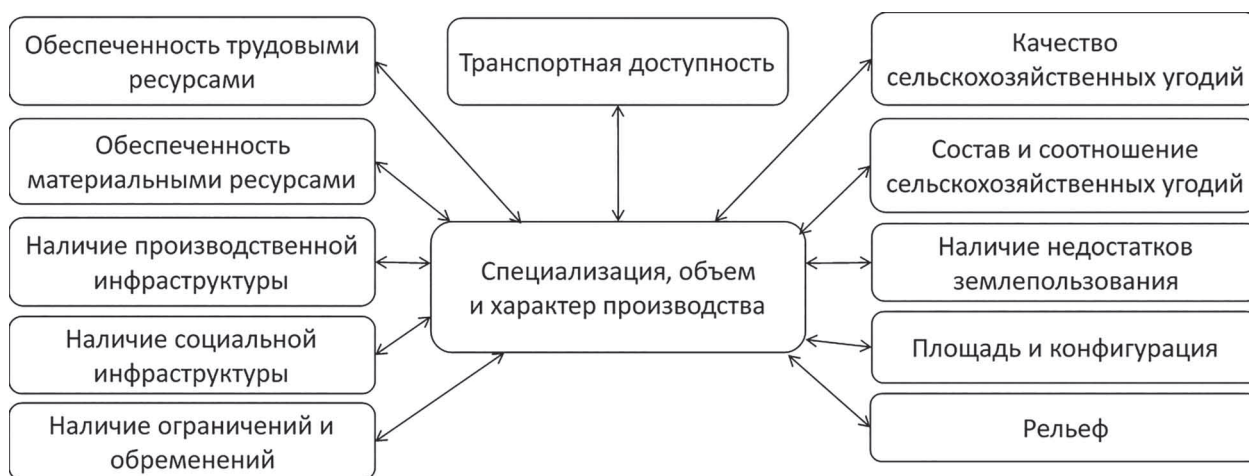 Обеспеченность трудовыми
ресурсами
Транспортная доступность
Качество
сельскохозяйственных угодий
Обеспеченность
материальными ресурсами
Состав и соотношение
сельскохозяйственных угодий
Наличие производственной
инфраструктуры
Специализация, объем
и характер производства
Наличие недостатков
землепользования
Наличие социальной
инфраструктуры
Площадь и конфигурация
Наличие ограничений и
обременений
Рельеф